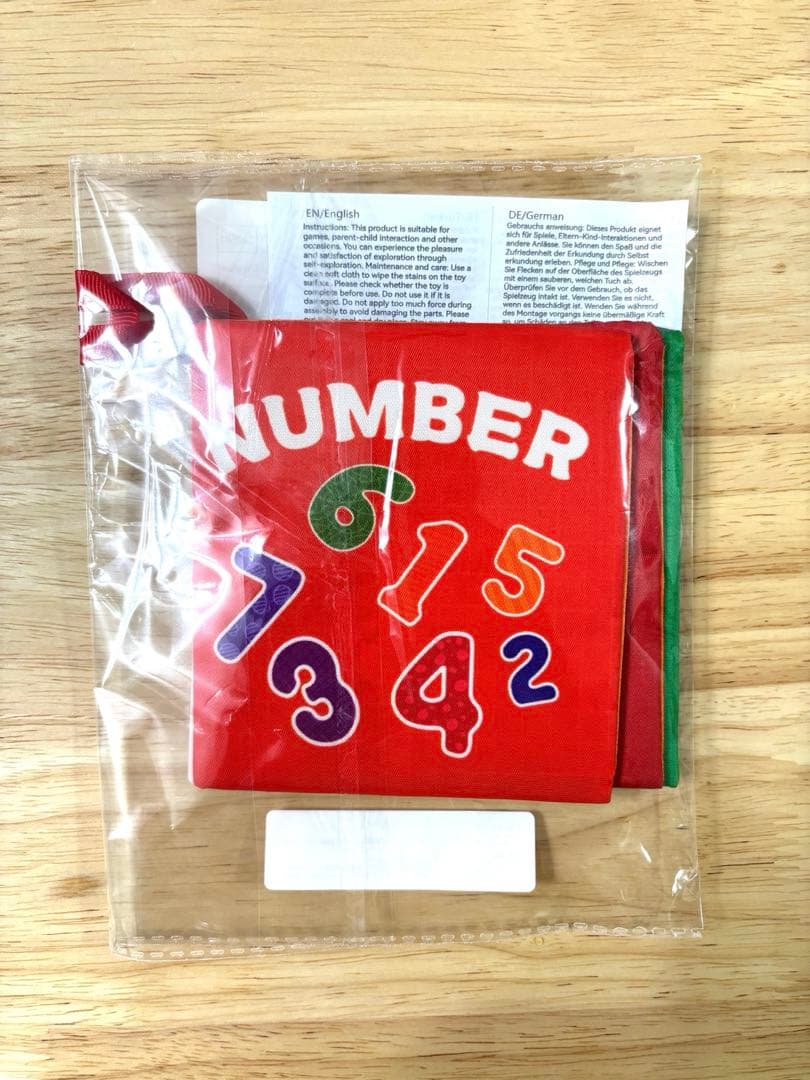 EN/English
Instructions: This product is suitable for
games, parent-child interaction and other
occasions. You can experience the pleasure
and satisfaction of exploration through
self-exploration. Maintenance and care: Use a
clean soft cloth to wipe the stains on the toy
surface. Please check whether the toy is
complete before use. Do not use it if it is
damaged. Do not apply too much force during
assembly to avoid damaging the parts. Please
DE/German
Gebrauchs anweisung: Dieses Produkt eignet
sich für Spiele, Eltern-Kind-Interaktionen und
andere Anlässe. Sie können den Spaß und die
Zufriedenheit der Erkundung durch Selbst
erkundung erleben. Pflege und Pflege: Wischen
Sie Flecken auf der Oberfläche des Spielzeugs
mit einem sauberen, weichen Tuch ab.
Überprüfen Sie vor dem Gebrauch, ob das
Spielzeug intakt ist. Verwenden Sie es nicht,
wenn es beschädigt ist. Wenden Sie während
des Montage vorgangs keine übermäßige Kraft
an, um Schäden an den
NUMBER
6
1
5
7
3
4
2